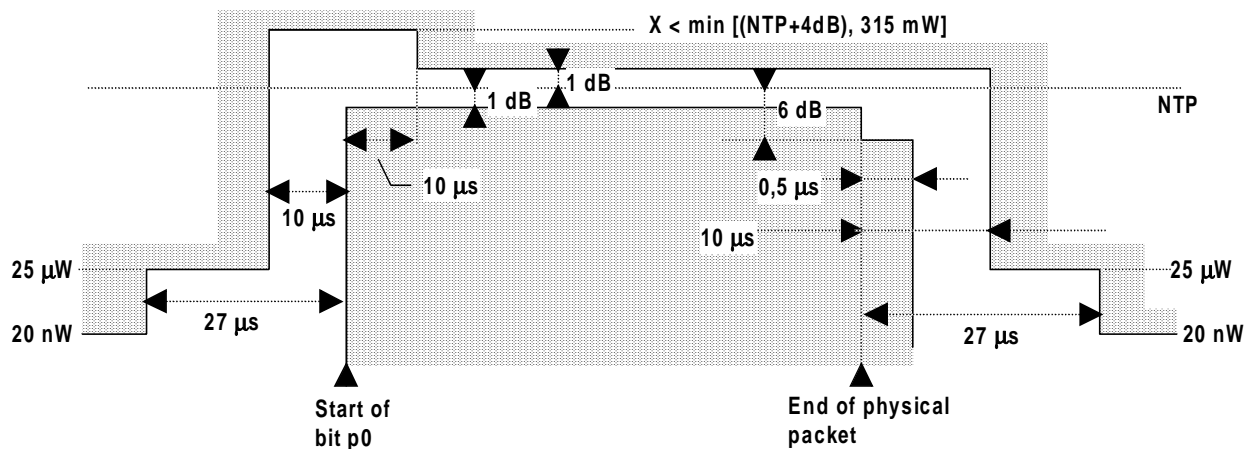 X < min [(NTP+4dB), 315 mW]
1 dB
1 dB
6 dB
NTP
10 µs
0,5 µs
10 µs
10 µs
25 µW
25 µW
27 µs
20 nW
27 µs
20 nW
Start of
bit p0
End of physical
packet